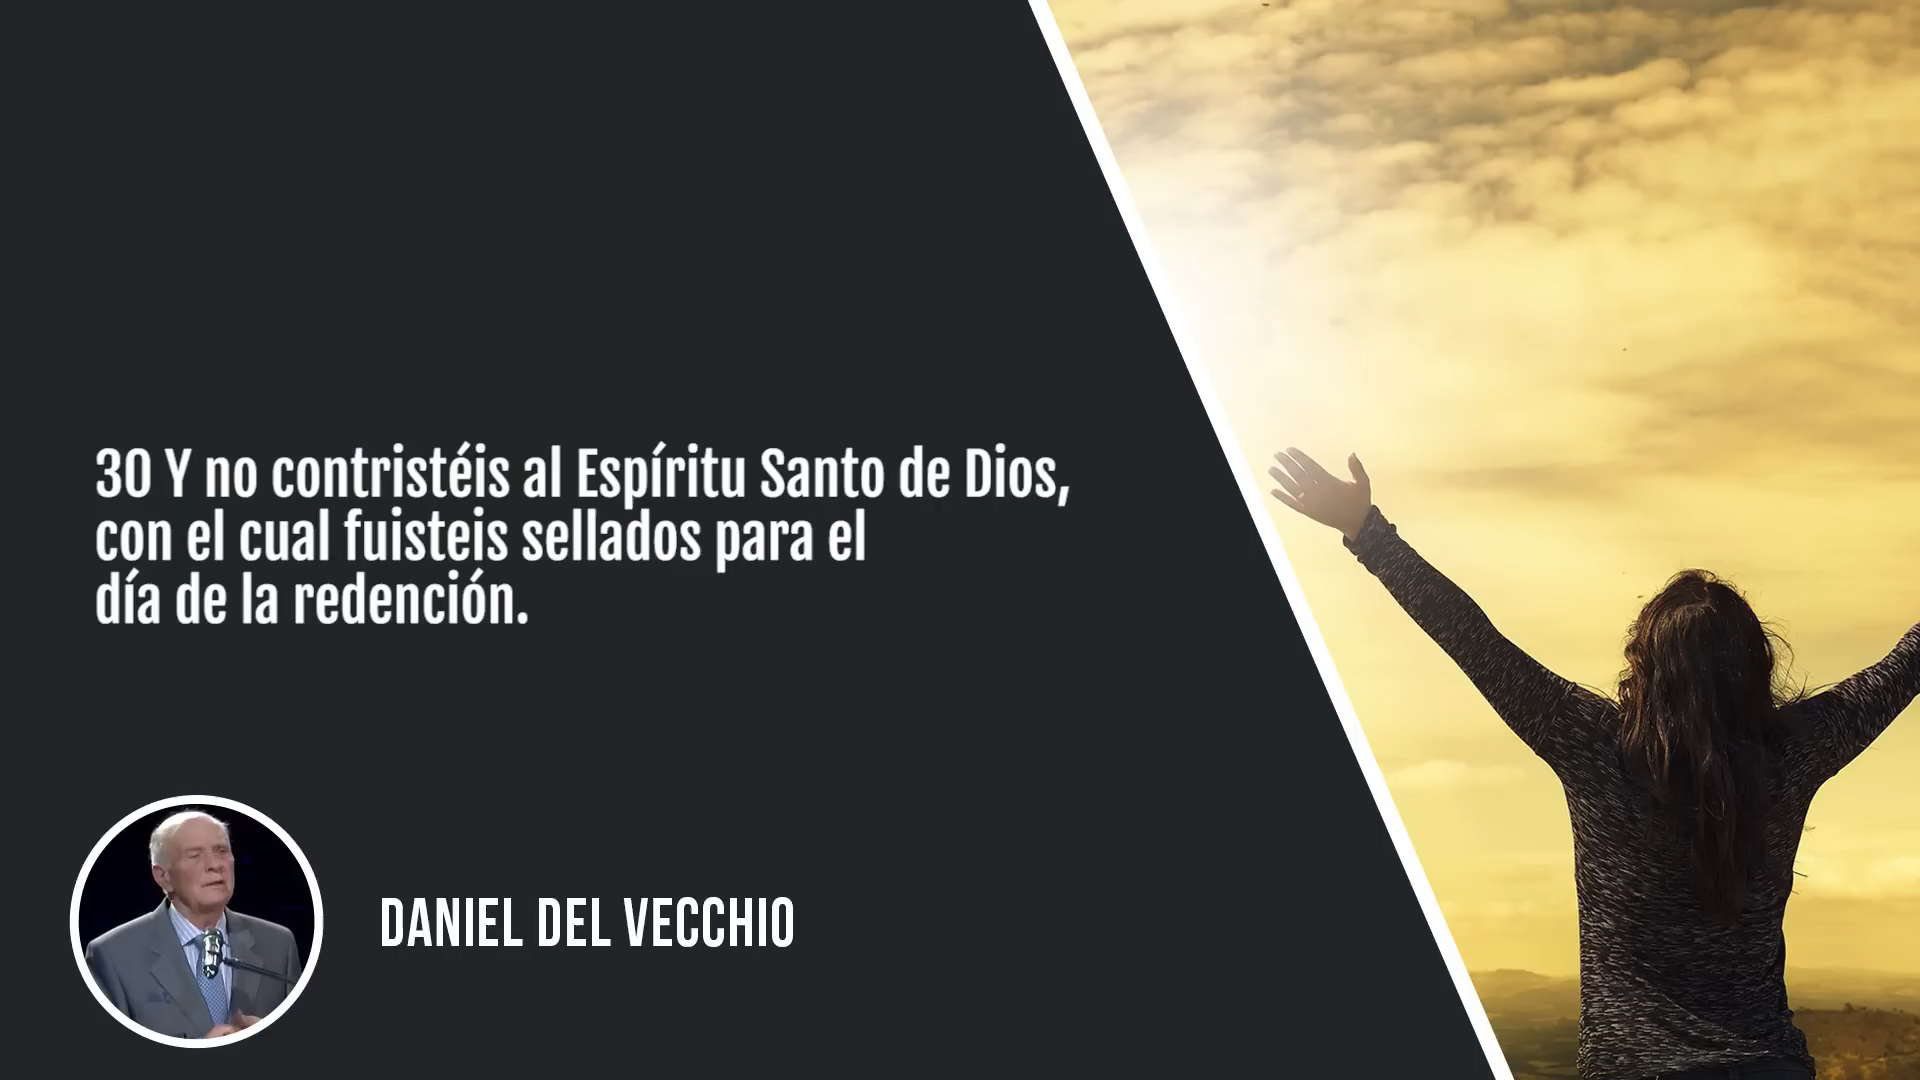 30 Y no contristéis al Espíritu Santo de Dios,
con el cual fuisteis sellados para el
día de la redención.
DANIEL DEL VECCHIO